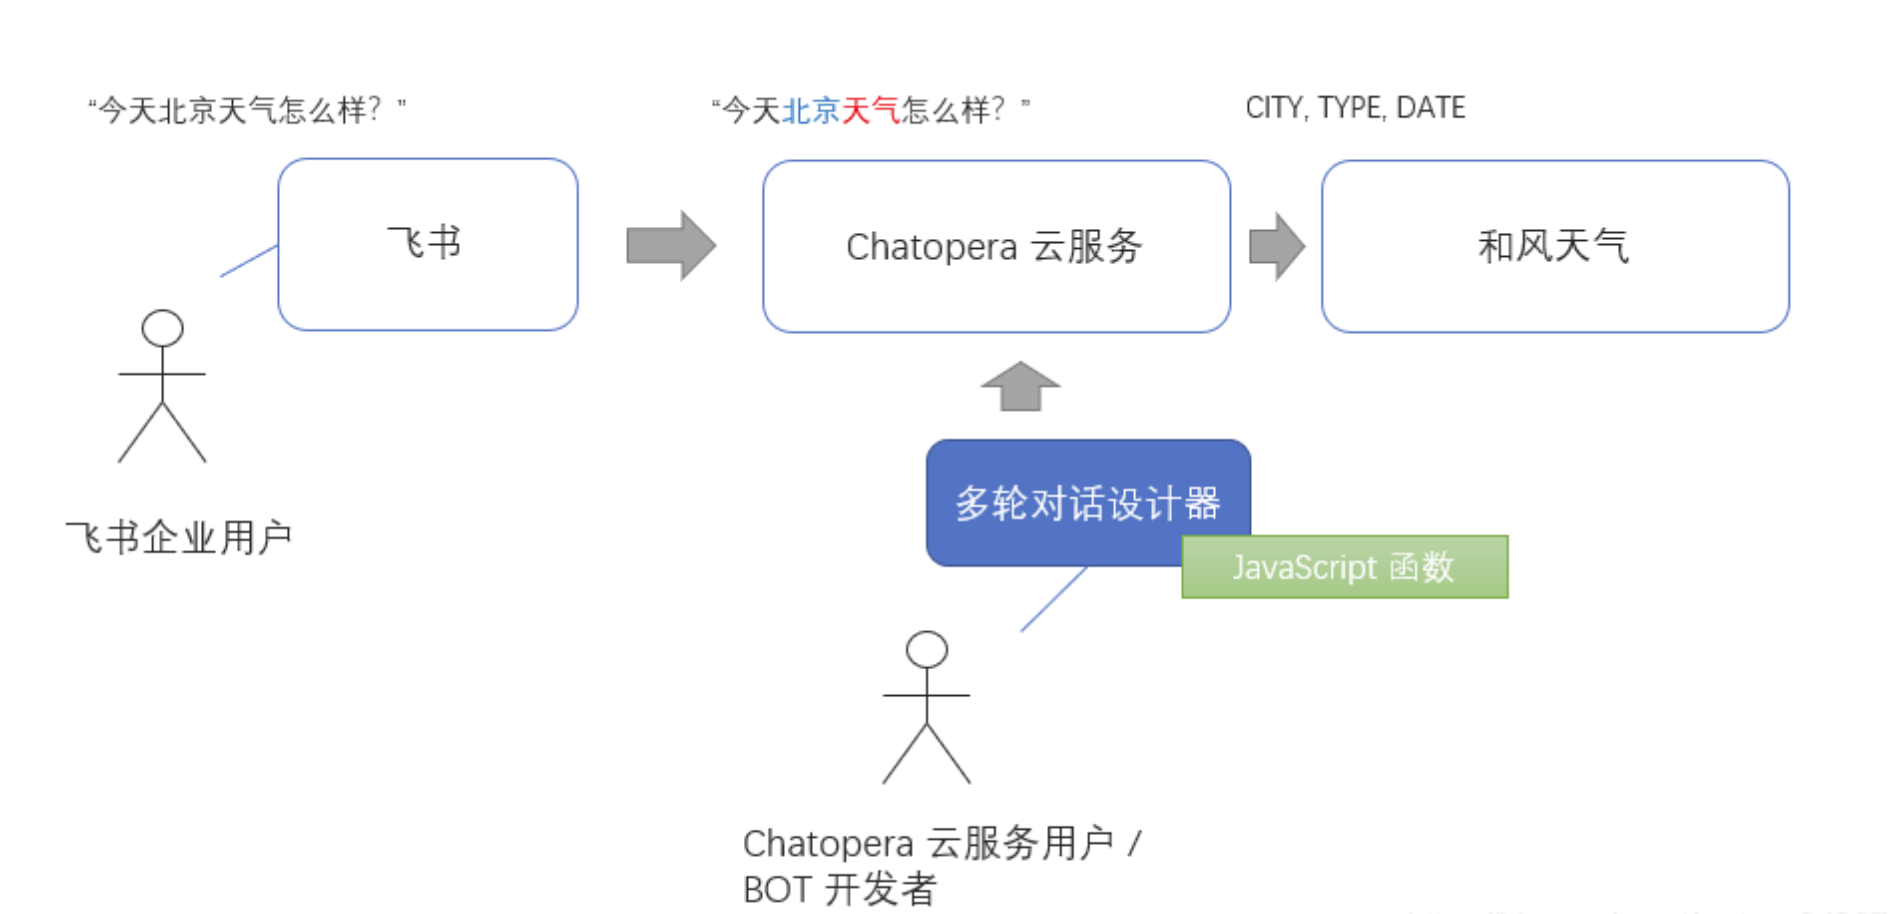 “今天北京天气怎么样？”
“今天北京天气怎么样？”
CITY, TYPE, DATE
飞书
Chatopera 云服务
和风天气
多轮对话设计器
JavaScript 函数
飞书企业用户
Chatopera 云服务用户 /
BOT 开发者